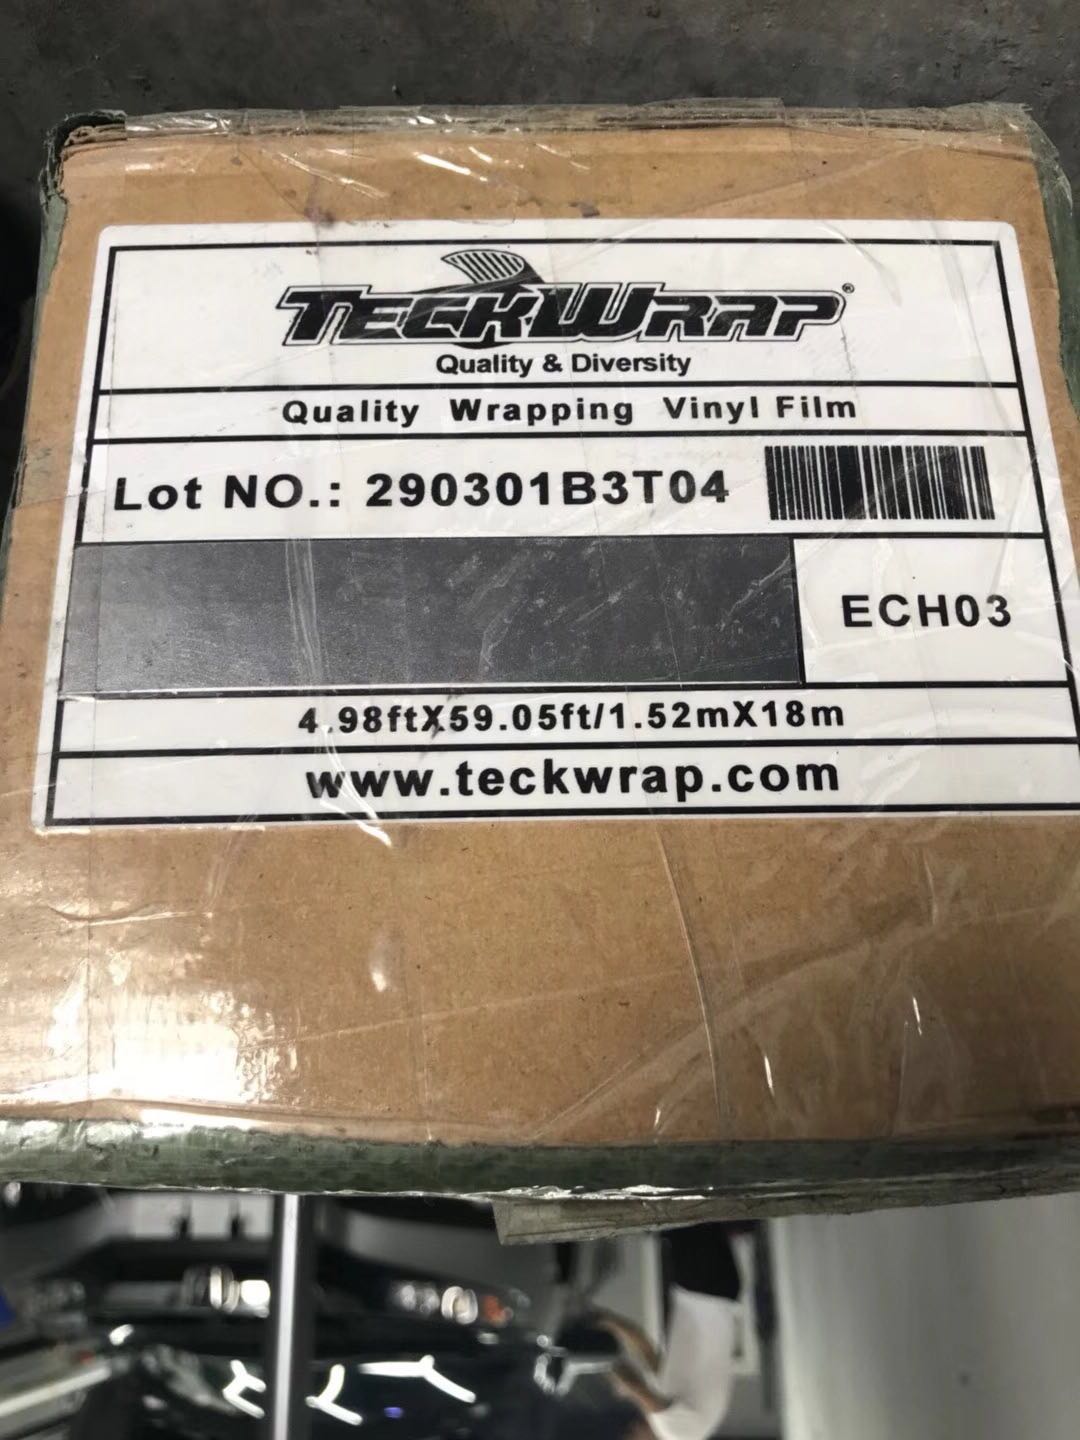 TECKWRAP®
Quality & Diversity
Quality Wrapping Vinyl Film
Lot NO.: 290301B3T04
ECH03
4.98ftX59.05ft/1.52mX18m
www.teckwrap.com